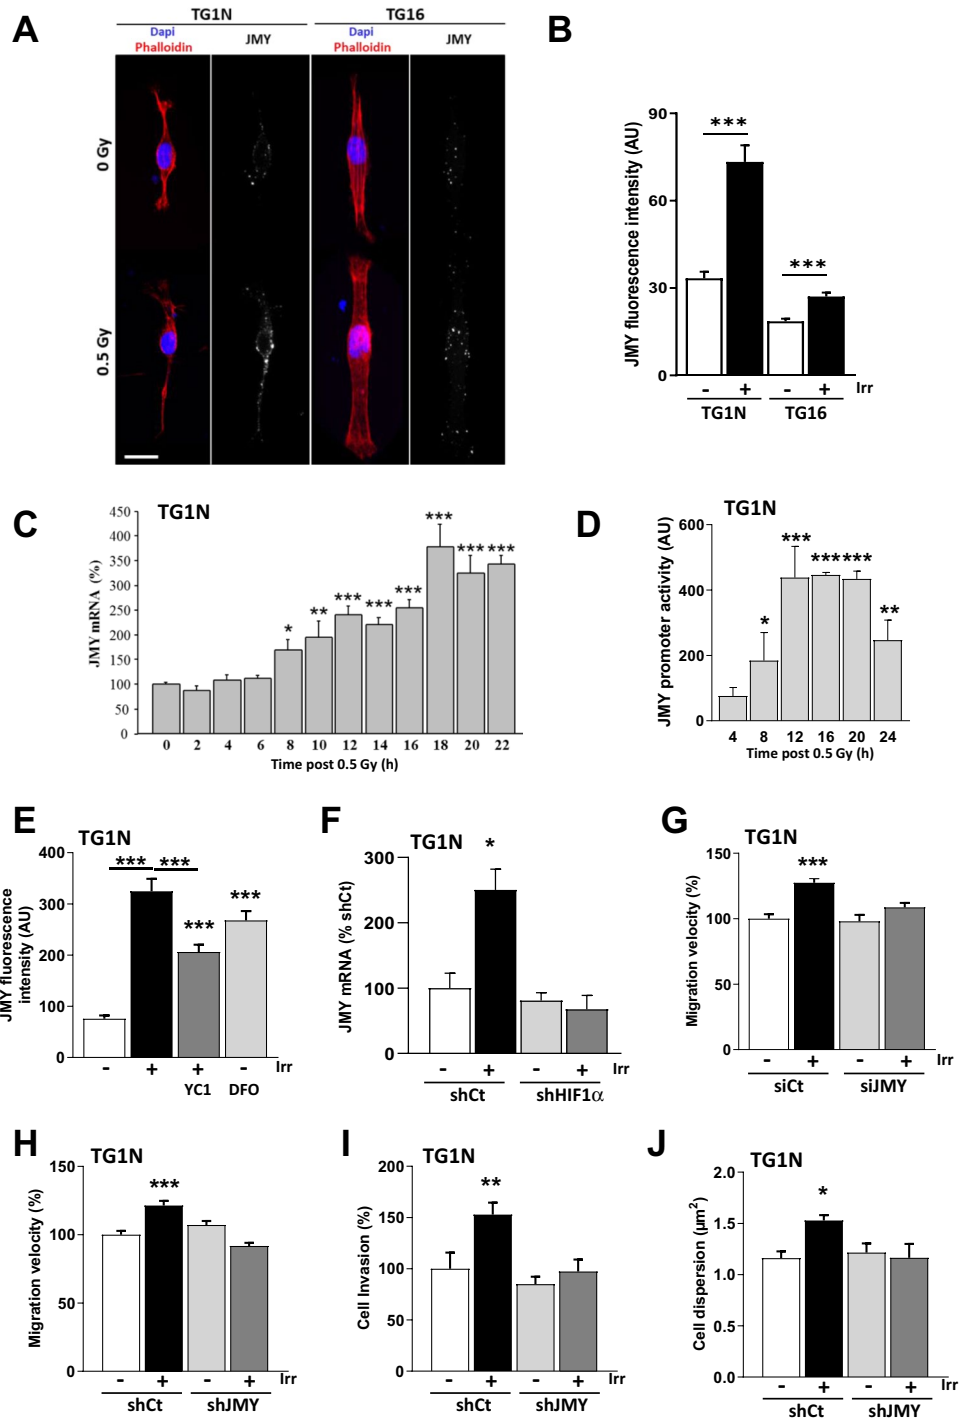 A
TG1N TG16
Dapi
Phalloidin JMY Dapi
Phalloidin JMY
0 Gy
0.5 Gy
B
JMY fluorescence intensity (AU)
90
60
30
0
*** ***
- + - + Irr
TG1N TG16
C
TG1N
JMY mRNA (%)
450
400
350
300
250
200
150
100
50
0
* ** *** *** *** *** *** ***
0 2 4 6 8 10 12 14 16 18 20 22
Time post 0.5 Gy (h)
D
TG1N
JMY promoter activity (AU)
600
400
200
0
* *** *** *** **
4 8 12 16 20 24
Time post 0.5 Gy (h)
E
TG1N
JMY fluorescence
intensity (AU)
400
300
200
100
0
*** *** *** ***
- + + - Irr
YC1 DFO
F
TG1N
JMY mRNA (% shCt)
300
200
100
0
*
- + - + Irr
shCt shHIF1α
G
TG1N
Migration velocity (%)
150
100
50
0
***
- + - + Irr
siCt siJMY
H
TG1N
Migration velocity (%)
150
100
50
0
***
- + - + Irr
shCt shJMY
I
TG1N
Cell Invasion (%)
200
150
100
50
0
**
- + - + Irr
shCt shJMY
J
TG1N
Cell dispersion (µm²)
2.0
1.5
1.0
0.5
0.0
*
- + - + Irr
shCt shJMY